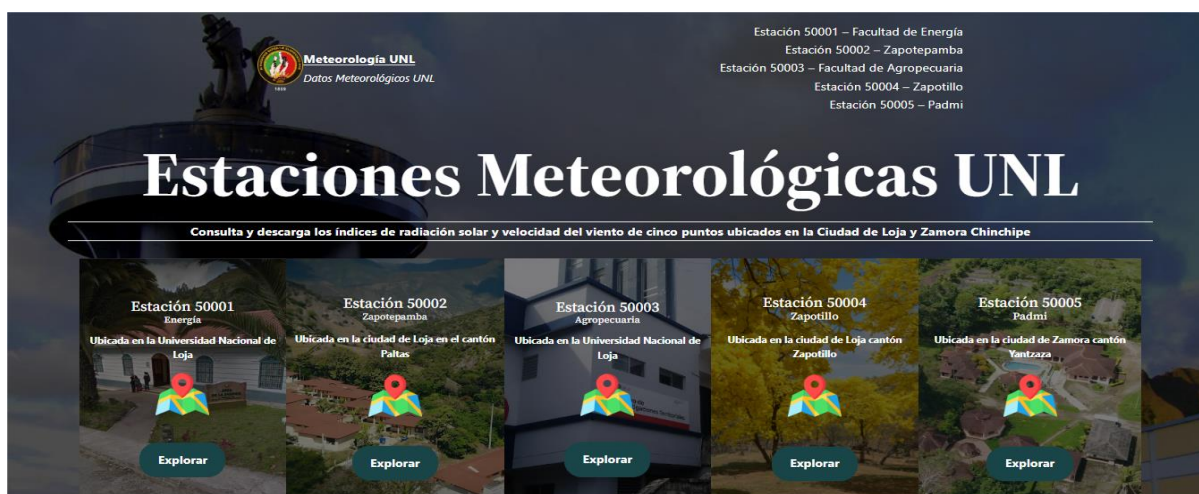 Meteorología UNL
Datos Meteorológicos UNL
Estación 50001 – Facultad de Energía
Estación 50002 – Zapotepamba
Estación 50003 – Facultad de Agropecuaria
Estación 50004 – Zapotillo
Estación 50005 – Padmi
Estaciones Meteorológicas UNL
Consulta y descarga los índices de radiación solar y velocidad del viento de cinco puntos ubicados en la Ciudad de Loja y Zamora Chinchipe
Estación 50001
Energía
Ubicada en la Universidad Nacional de
Loja
Explorar
Estación 50002
Zapotepamba
Ubicada en la ciudad de Loja en el cantón
Paltas
Explorar
Estación 50003
Agropecuaria
Ubicada en la Universidad Nacional de
Loja
Explorar
Estación 50004
Zapotillo
Ubicada en la ciudad de Loja cantón
Zapotillo
Explorar
Estación 50005
Padmi
Ubicada en la ciudad de Zamora cantón
Yantzaza
Explorar